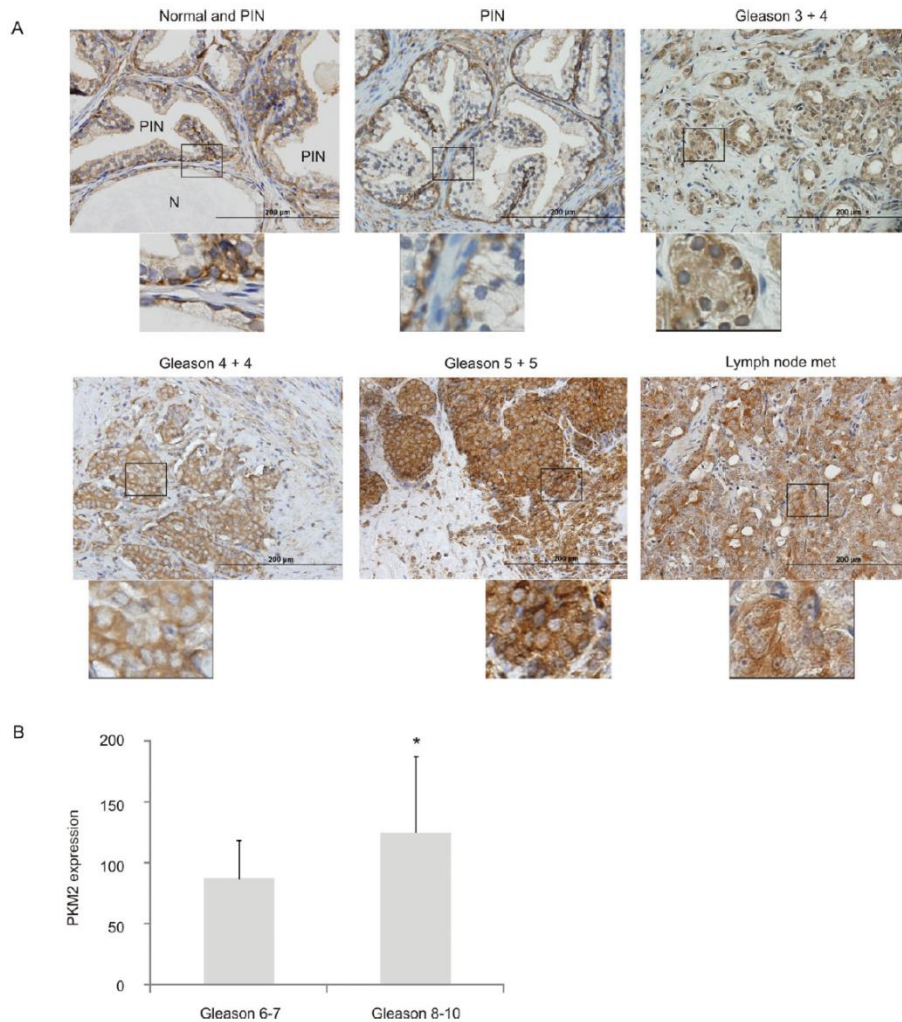 A
Normal and PIN
PIN
Gleason 3 + 4
PIN
PIN
N
200 µm
200 µm
200 µm
Gleason 4 + 4
Gleason 5 + 5
Lymph node met
200 µm
200 µm
200 µm
B
PKM2 expression
200
150
100
50
0
*
Gleason 6-7
Gleason 8-10